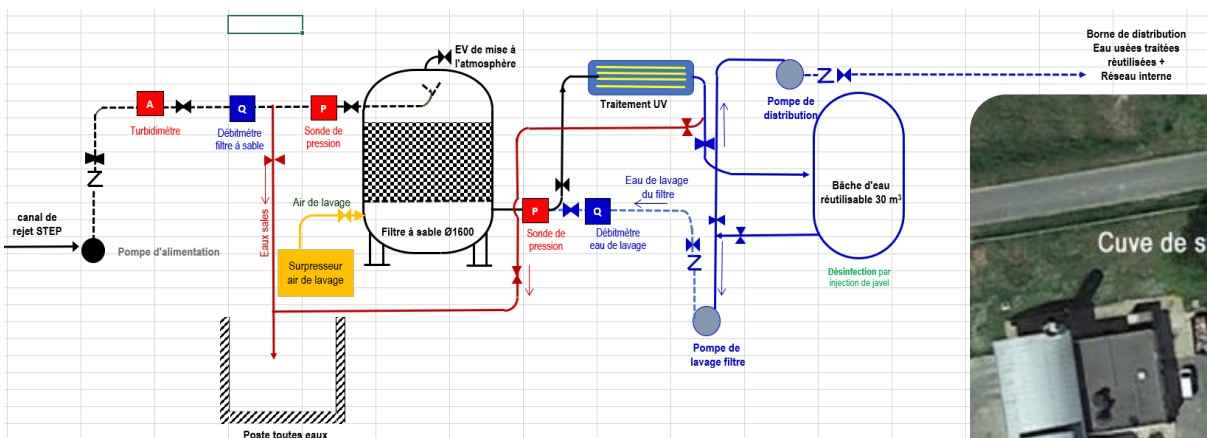 EV de mise à
l'atmosphère
Borne de distribution
Eau usées traitées
réutilisées +
Réseau interne
A
Q
P
Turbidimètre
Débitmètre
filtre à sable
Sonde de
pression
Traitement UV
Pompe de
distribution
canal de
rejet STEP
Pompe d'alimentation
Eaux sales
Air de lavage
Surpresseur
air de lavage
Filtre à sable Ø1600
P
Sonde de
pression
Q
Débitmètre
eau de lavage
Eau de lavage
du filtre
Bâche d'eau
réutilisable 30 m³
Désinfection par
injection de javel
Pompe de
lavage filtre
Poste toutes eaux
Cuve de s